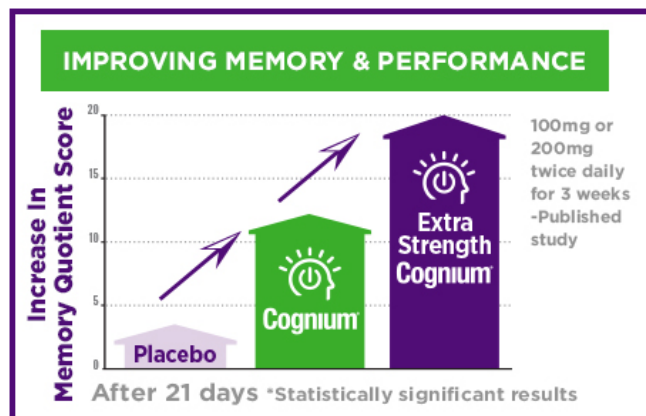 IMPROVING MEMORY & PERFORMANCE
Increase In
Memory Quotient Score
20
15
10
5
0
Placebo
Cognium
Extra
Strength
Cognium
100mg or
200mg
twice daily
for 3 weeks
-Published
study
After 21 days *Statistically significant results